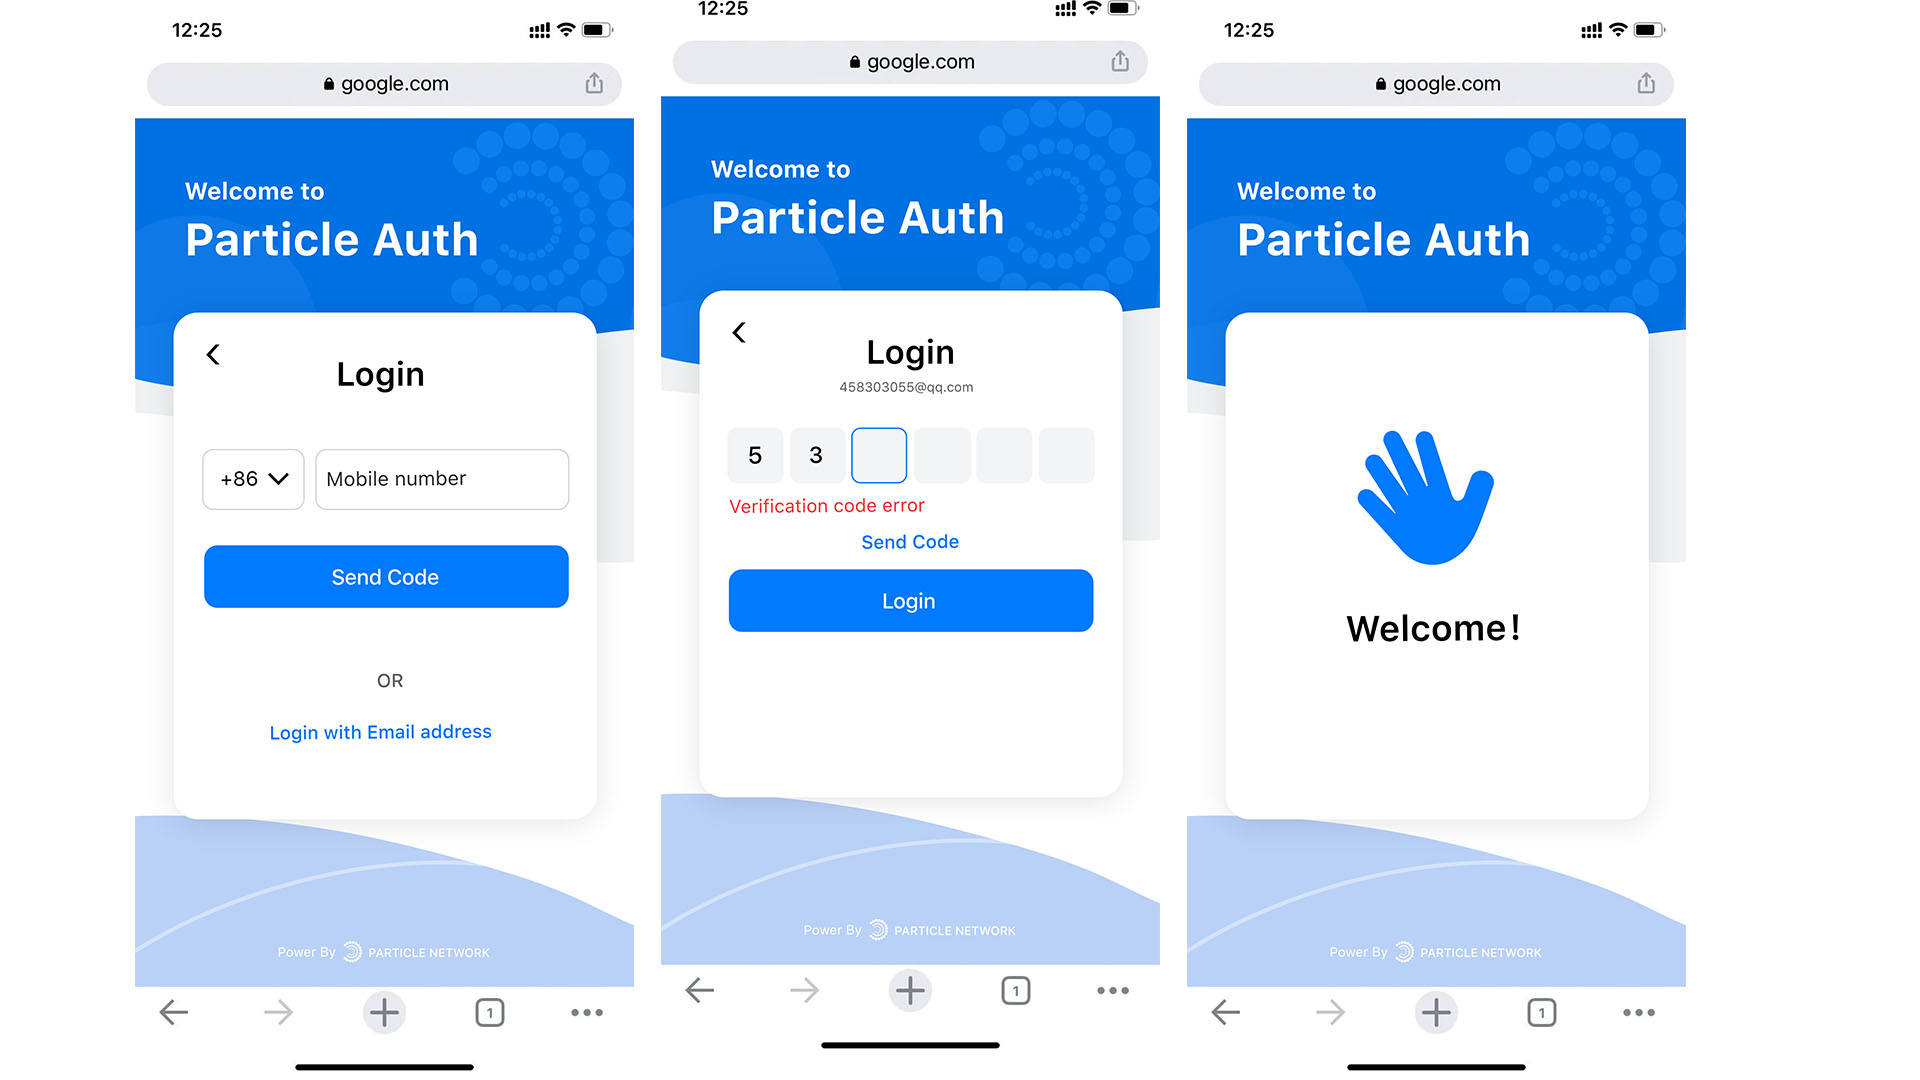 12:25
google.com
Welcome to
Particle Auth
Login
+86
Mobile number
Send Code
OR
Login with Email address
Power By PARTICLE NETWORK
1
12:25
google.com
Welcome to
Particle Auth
Login
458303055@qq.com
5 3
Verification code error
Send Code
Login
Power By PARTICLE NETWORK
1
12:25
google.com
Welcome to
Particle Auth
Welcome!
Power By PARTICLE NETWORK
1